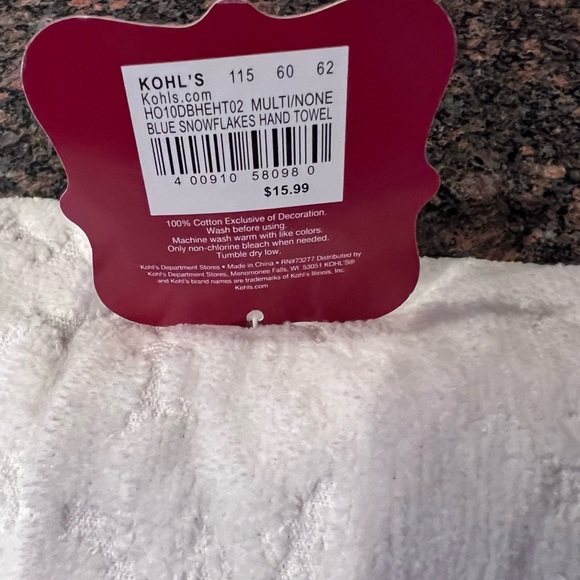 KOHL'S 115 60 62
Kohls.com
HO10DBHEHT02 MULTI/NONE
BLUE SNOWFLAKES HAND TOWEL
4 00910 58098 0
$15.99
100% Cotton Exclusive of Decoration.
Wash before using.
Machine wash warm with like colors.
Only non-chlorine bleach when needed.
Tumble dry low.
Kohl's Department Stores • Made in China • RN#73277 Distributed by
Kohl's Department Stores, Menomonee Falls, WI 53051 KOHL'S®
and Kohl's brand names are trademarks of Kohl's Illinois, Inc.
Kohls.com